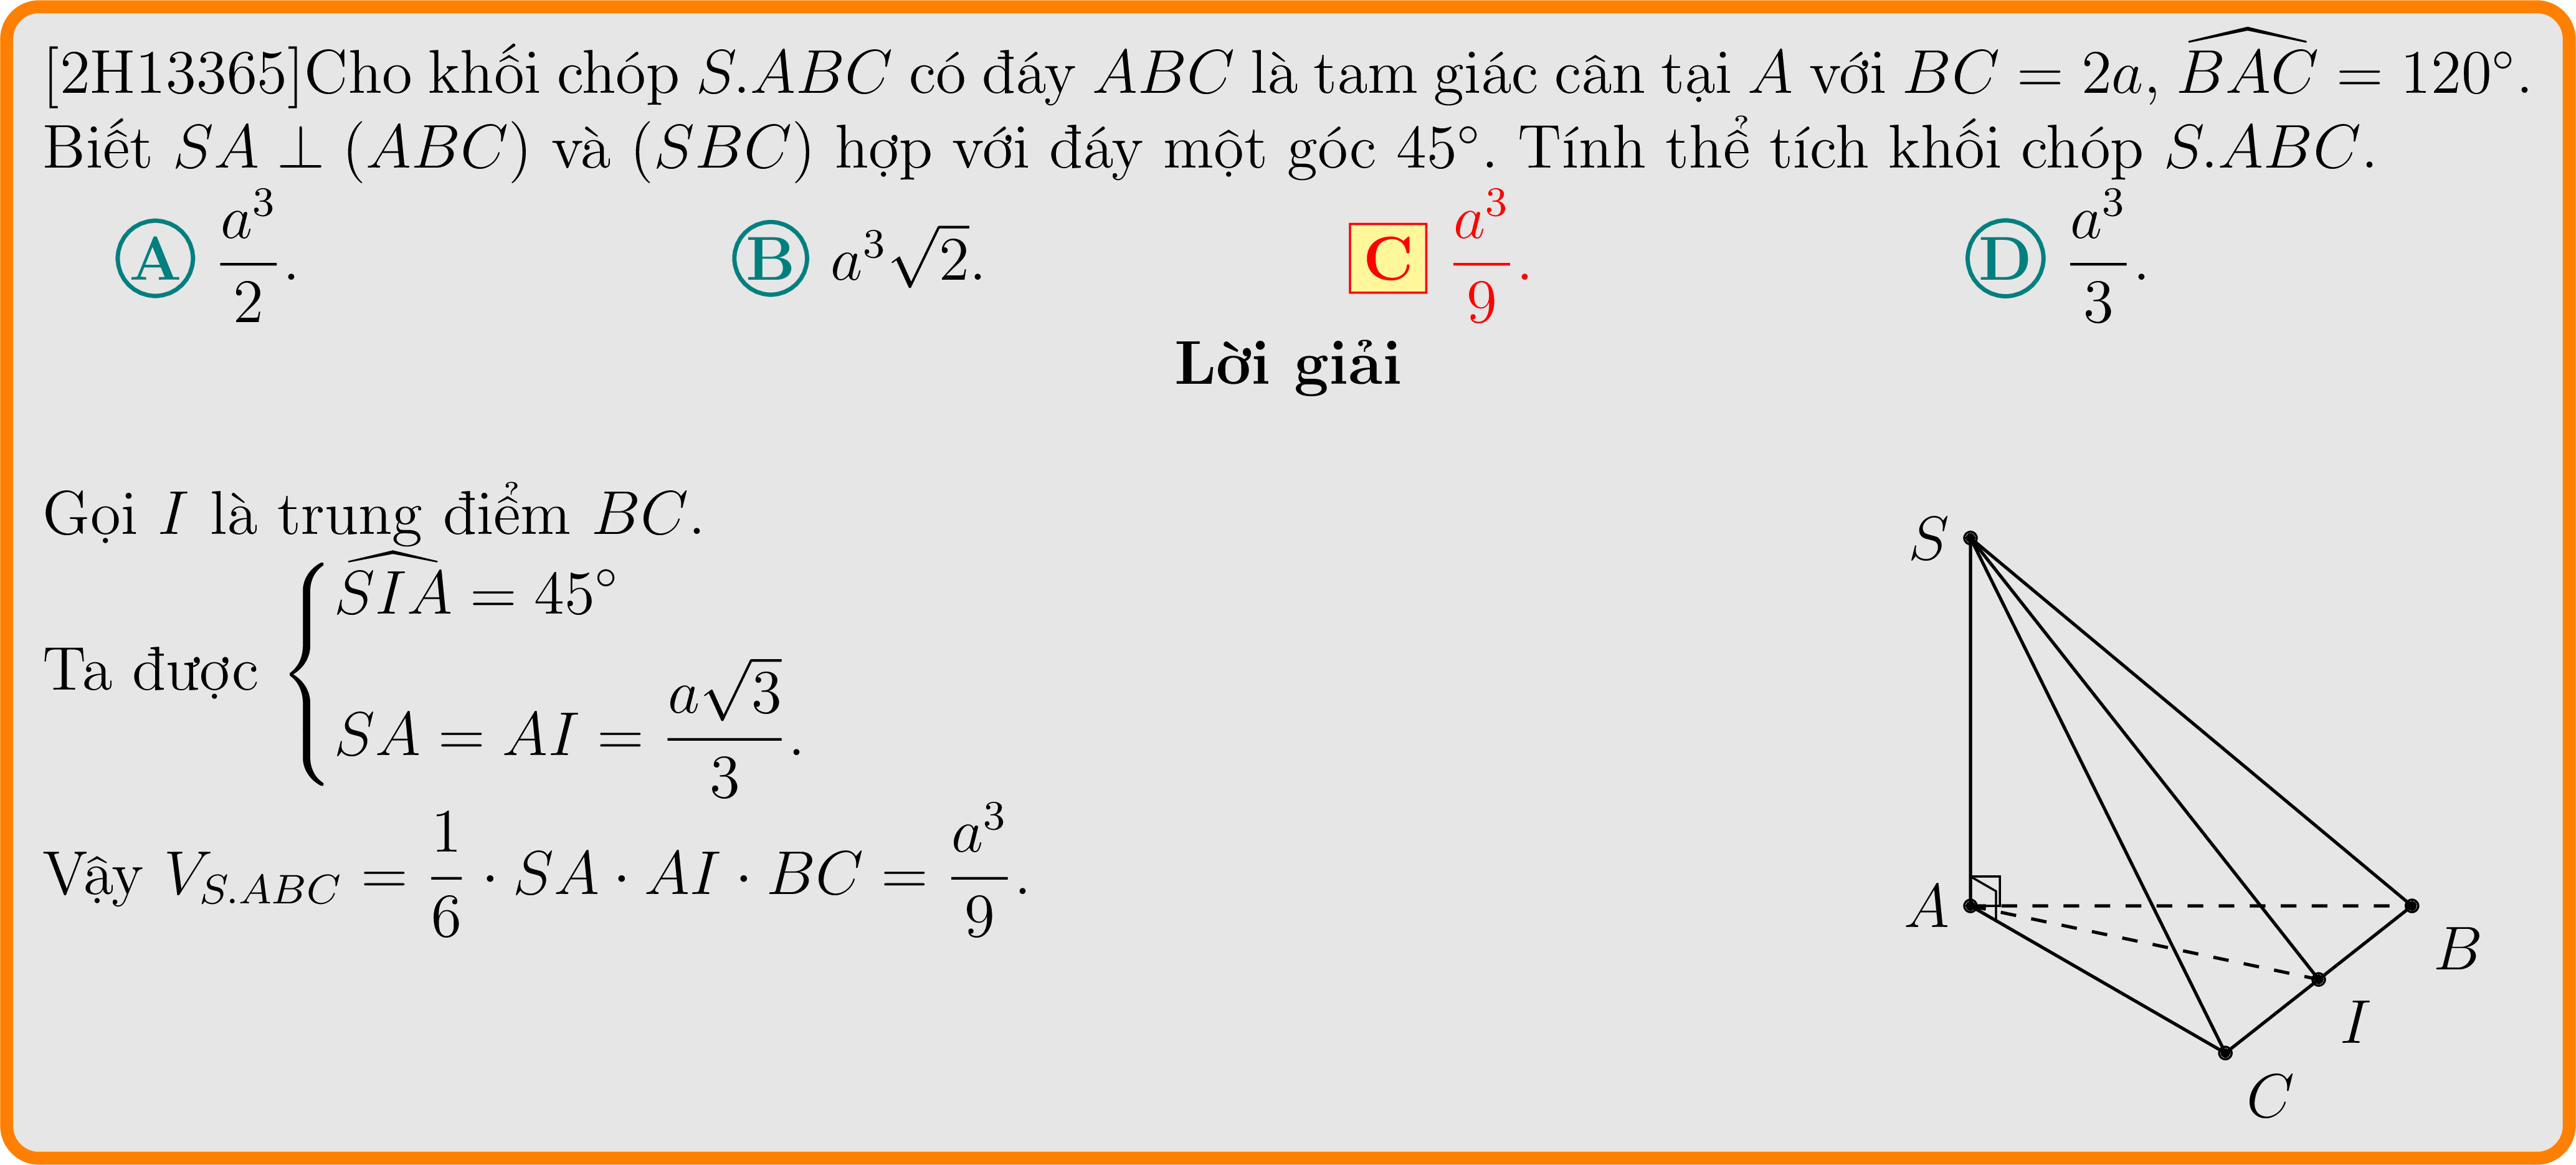 [2H13365]Cho khối chóp S.ABC có đáy ABC là tam giác cân tại A với BC = 2a, $\widehat{BAC}$ = 120°.
Biết SA ⊥ (ABC) và (SBC) hợp với đáy một góc 45°. Tính thể tích khối chóp S.ABC.
A $\frac{a^3}{2}$. B $a^3\sqrt{2}$. C $\frac{a^3}{9}$. D $\frac{a^3}{3}$.
Lời giải
Gọi I là trung điểm BC.
Ta được $\begin{cases} \widehat{SIA} = 45^\circ \\ SA = AI = \frac{a\sqrt{3}}{3}. \end{cases}$
Vậy $V_{S.ABC} = \frac{1}{6} \cdot SA \cdot AI \cdot BC = \frac{a^3}{9}$.
S
A
B
I
C